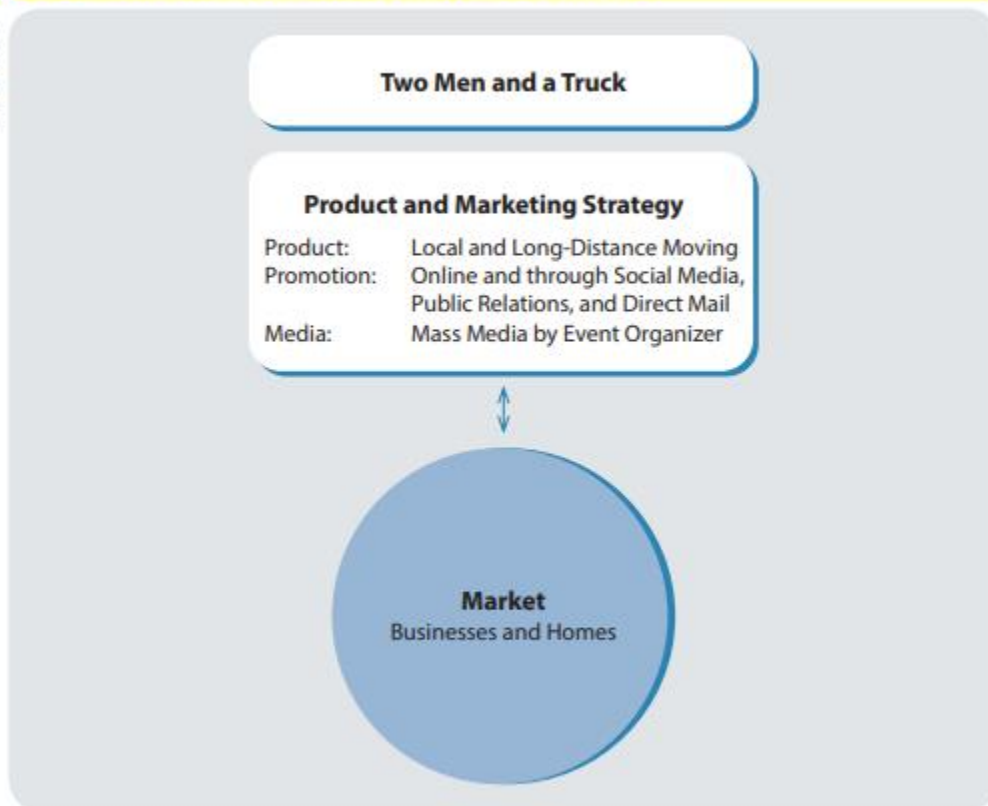 Two Men and a Truck
Product and Marketing Strategy
Product: Local and Long-Distance Moving
Promotion: Online and through Social Media,
Public Relations, and Direct Mail
Media: Mass Media by Event Organizer
Market
Businesses and Homes